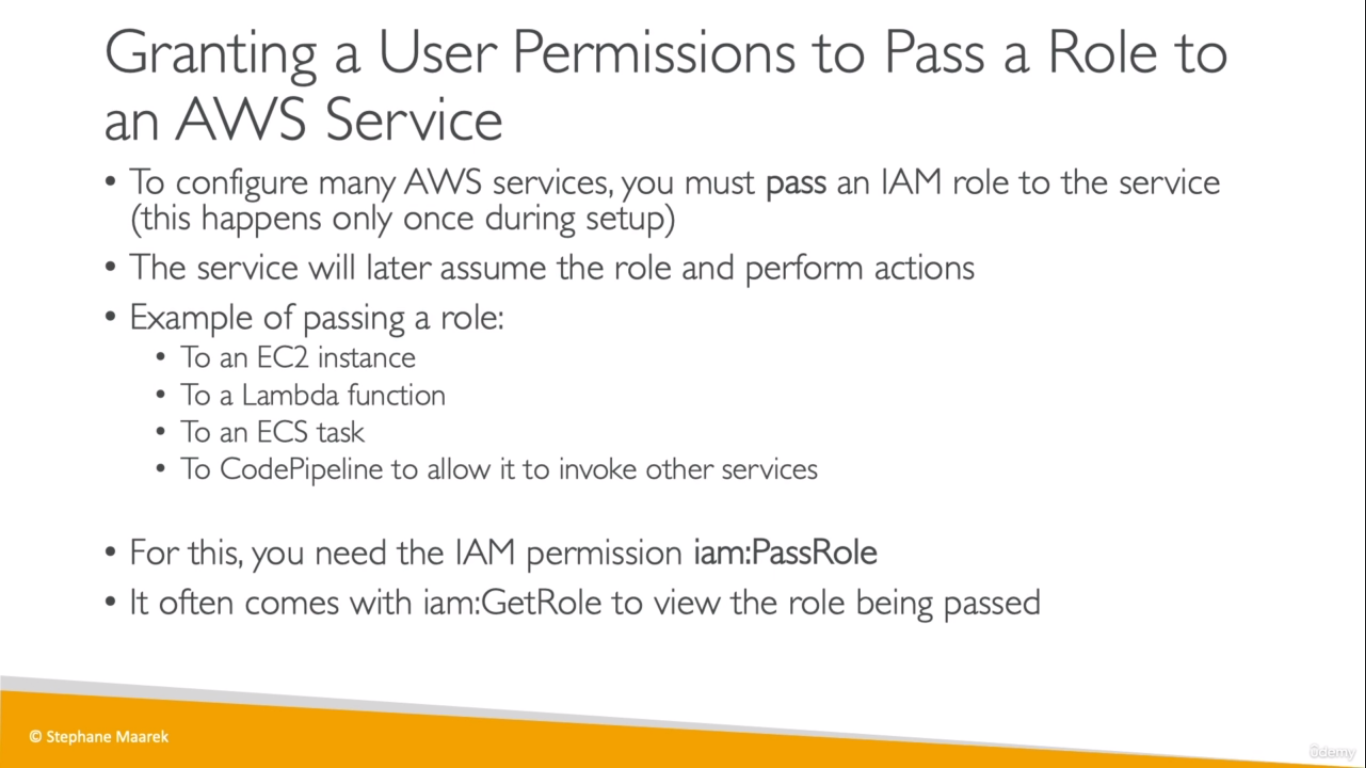 Granting a User Permissions to Pass a Role to
an AWS Service
• To configure many AWS services, you must pass an IAM role to the service
(this happens only once during setup)
• The service will later assume the role and perform actions
• Example of passing a role:
• To an EC2 instance
• To a Lambda function
• To an ECS task
• To CodePipeline to allow it to invoke other services
• For this, you need the IAM permission iam:PassRole
• It often comes with iam:GetRole to view the role being passed
© Stephane Maarek
ûdemy